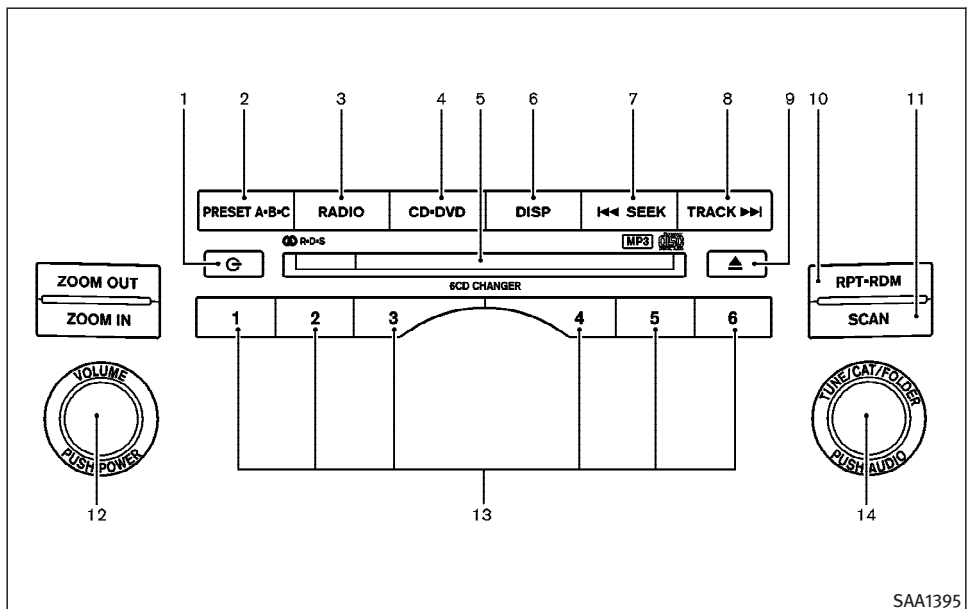 1 2 3 4 5 6 7 8 9 10 11
PRESET A•B•C RADIO CD•DVD DISP SEEK TRACK
R•D•S MP3
ZOOM OUT RPT•RDM
6CD CHANGER
ZOOM IN 1 2 3 4 5 6 SCAN
VOLUME TUNE/CAT/FOLDER
PUSH POWER PUSH AUDIO
12 13 14
SAA1395